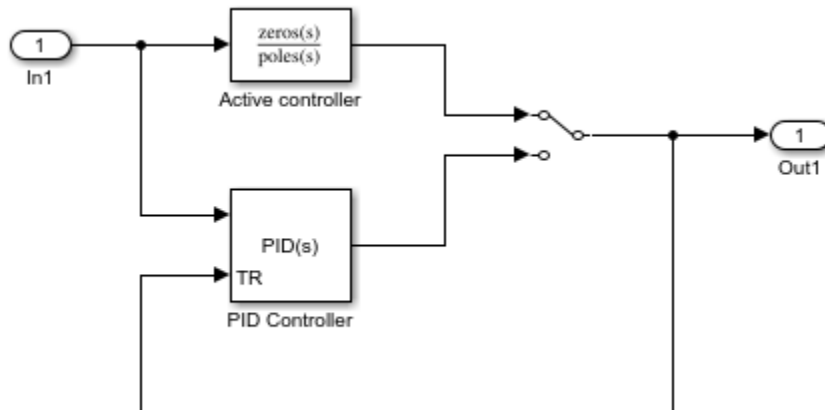 1
In1
zeros(s)
poles(s)
Active controller
1
Out1
PID(s)
TR
PID Controller